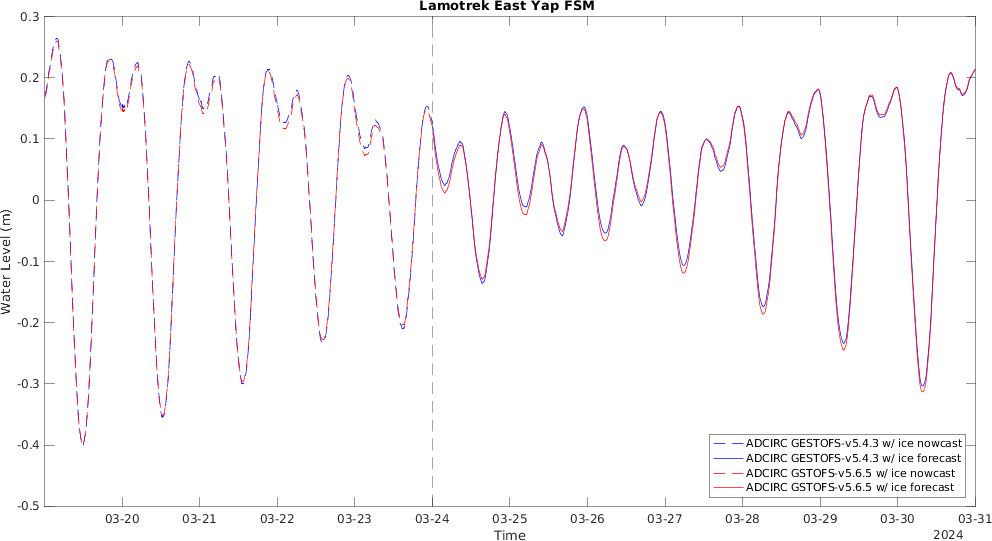 Lamotrek East Yap FSM
0.3
0.2
0.1
0
-0.1
-0.2
-0.3
-0.4
-0.5
Water Level (m)
ADCIRC GESTOFS-v5.4.3 w/ ice nowcast
ADCIRC GESTOFS-v5.4.3 w/ ice forecast
ADCIRC GSTOFS-v5.6.5 w/ ice nowcast
ADCIRC GSTOFS-v5.6.5 w/ ice forecast
03-20 03-21 03-22 03-23 03-24 03-25 03-26 03-27 03-28 03-29 03-30 03-31
Time
2024